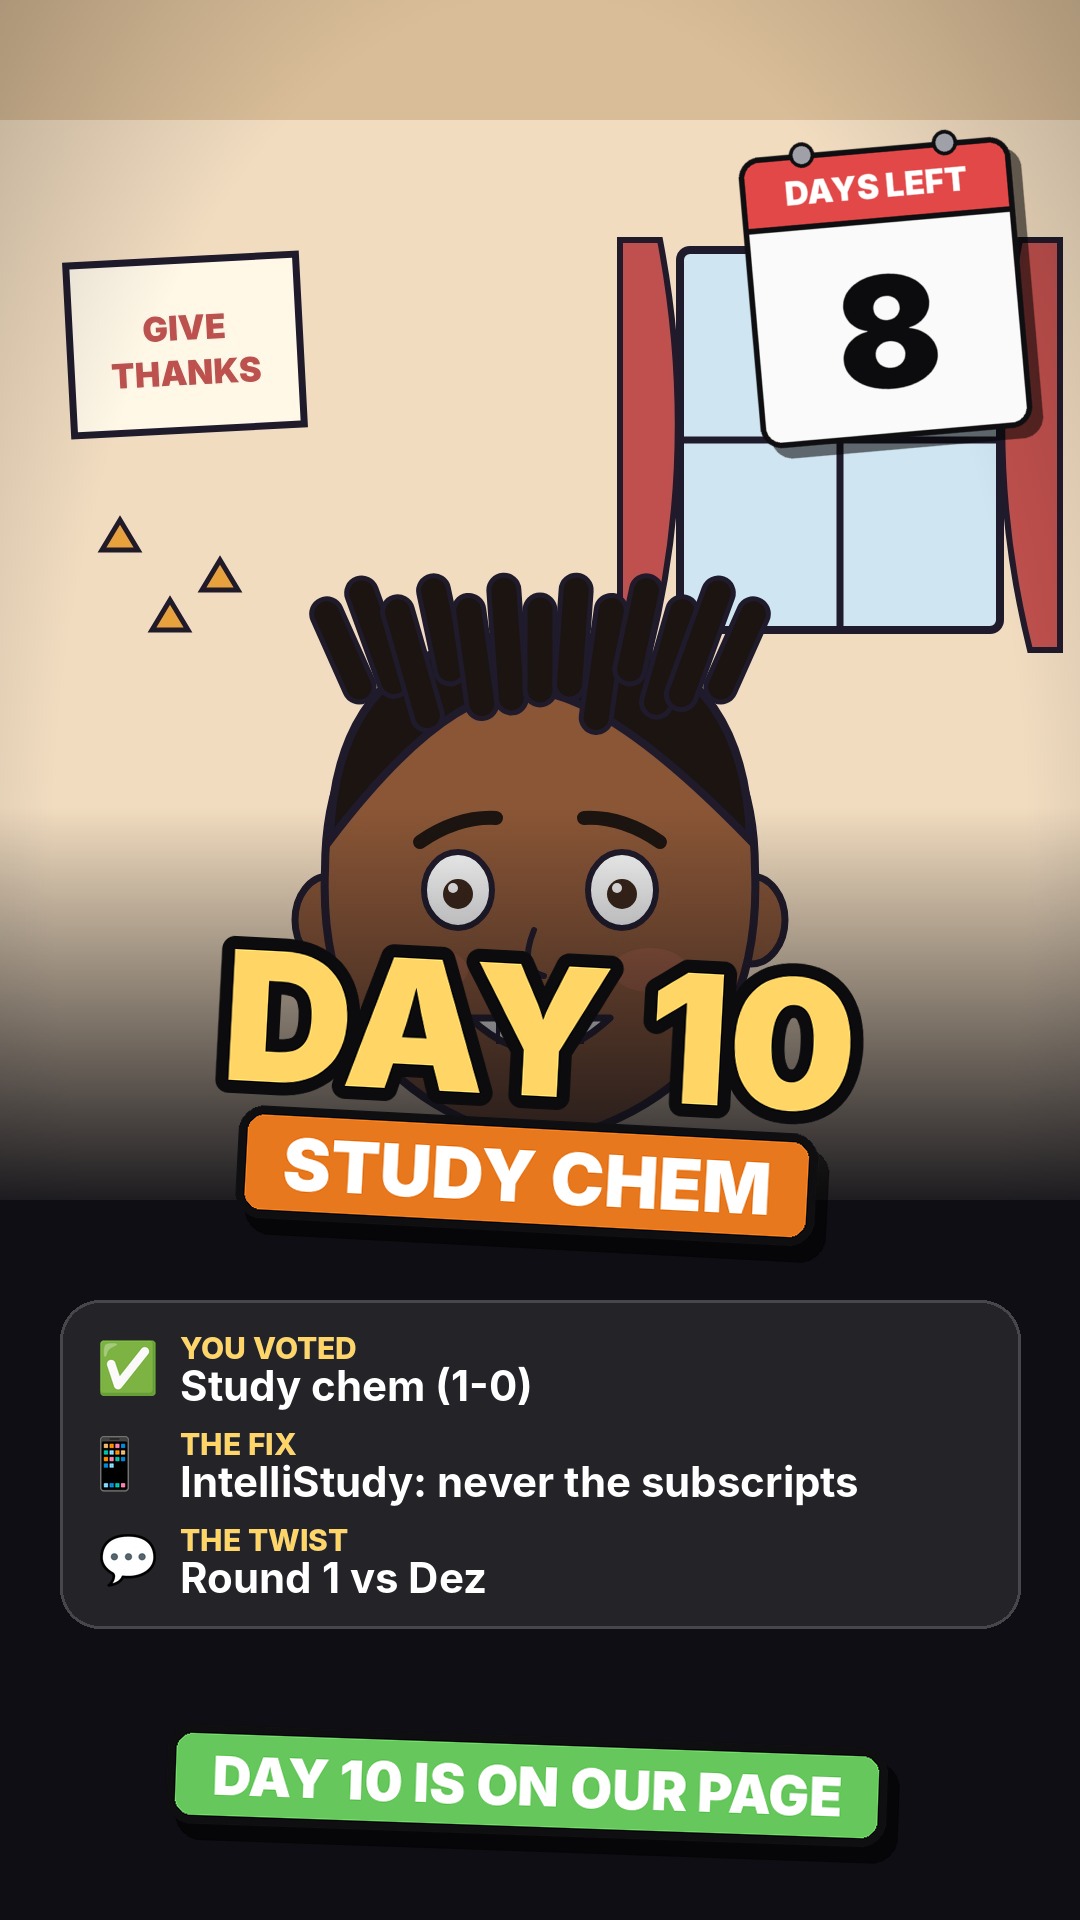 DAYS LEFT
8
GIVE
THANKS
DAY 10
STUDY CHEM
YOU VOTED
Study chem (1-0)
THE FIX
IntelliStudy: never the subscripts
THE TWIST
Round 1 vs Dez
DAY 10 IS ON OUR PAGE